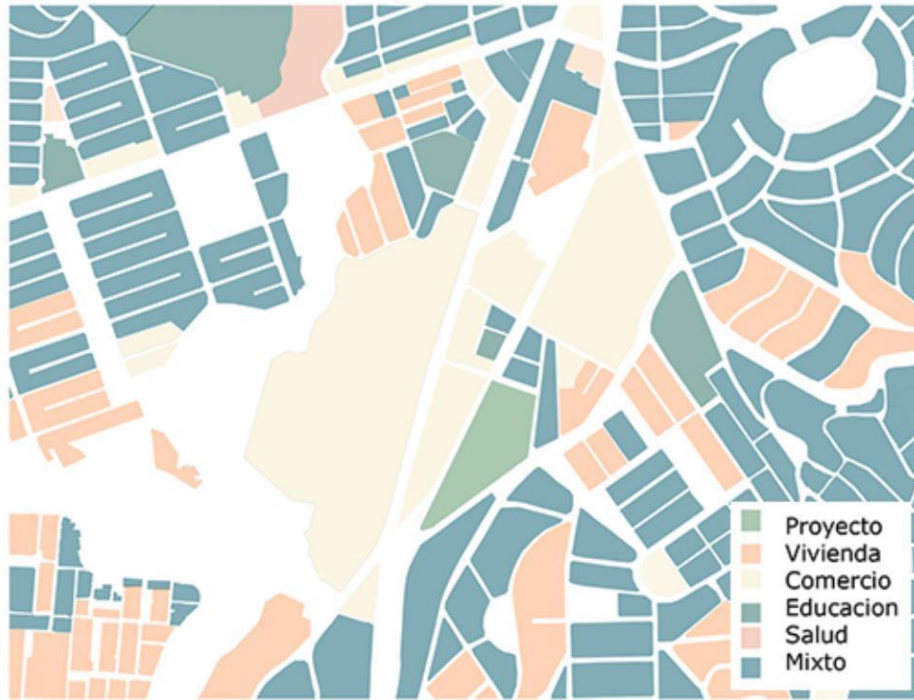 Proyecto
Vivienda
Comercio
Educacion
Salud
Mixto